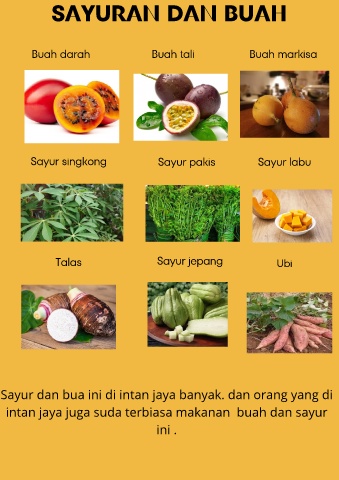 SAYURAN DAN BUAH
Buah darah Buah tali Buah markisa
Sayur singkong Sayur pakis Sayur labu
Talas Sayur jepang Ubi
Sayur dan bua ini di intan jaya banyak. dan orang yang di
intan jaya juga suda terbiasa makanan buah dan sayur
ini .